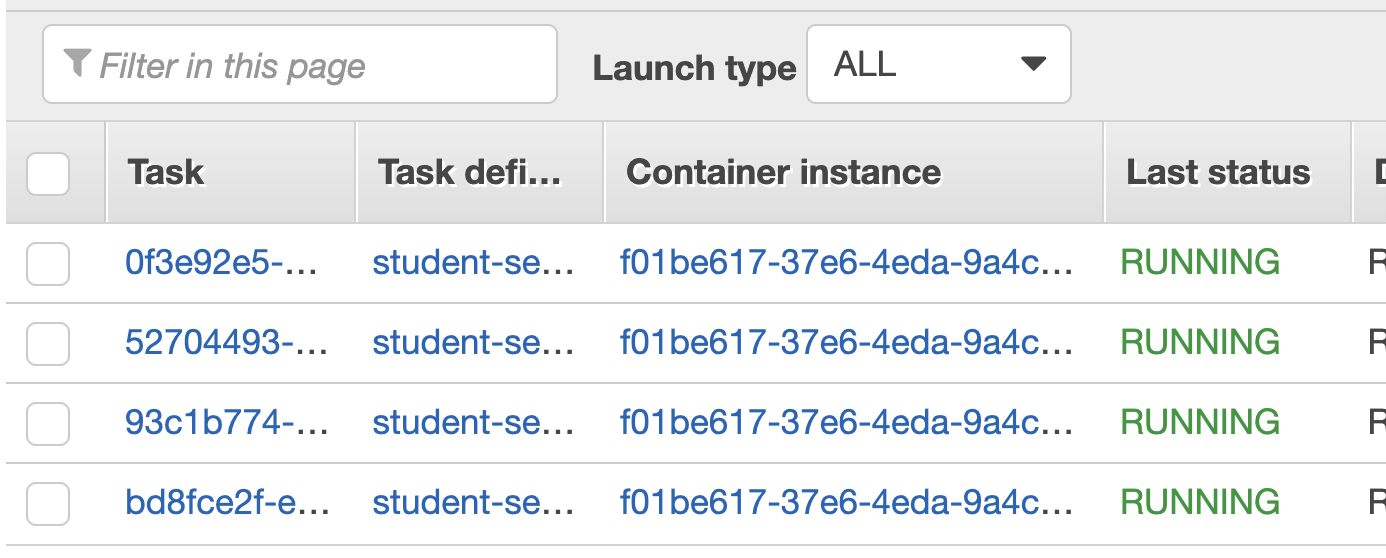 Filter in this page Launch type ALL
Task Task defi... Container instance Last status
0f3e92e5-... student-se... f01be617-37e6-4eda-9a4c... RUNNING R
52704493-... student-se... f01be617-37e6-4eda-9a4c... RUNNING R
93c1b774-... student-se... f01be617-37e6-4eda-9a4c... RUNNING R
bd8fce2f-e... student-se... f01be617-37e6-4eda-9a4c... RUNNING R